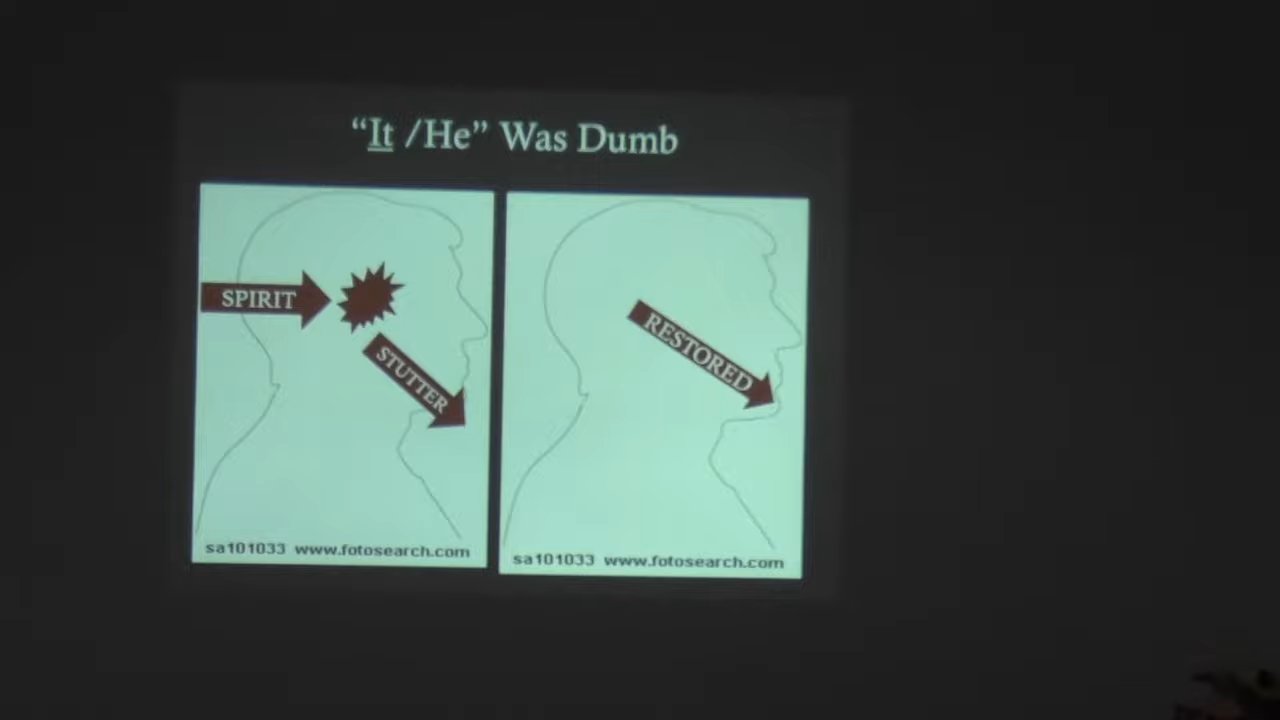 “It /He” Was Dumb
SPIRIT
STUTTER
sa101033 www.fotosearch.com
RESTORED
sa101033 www.fotosearch.com